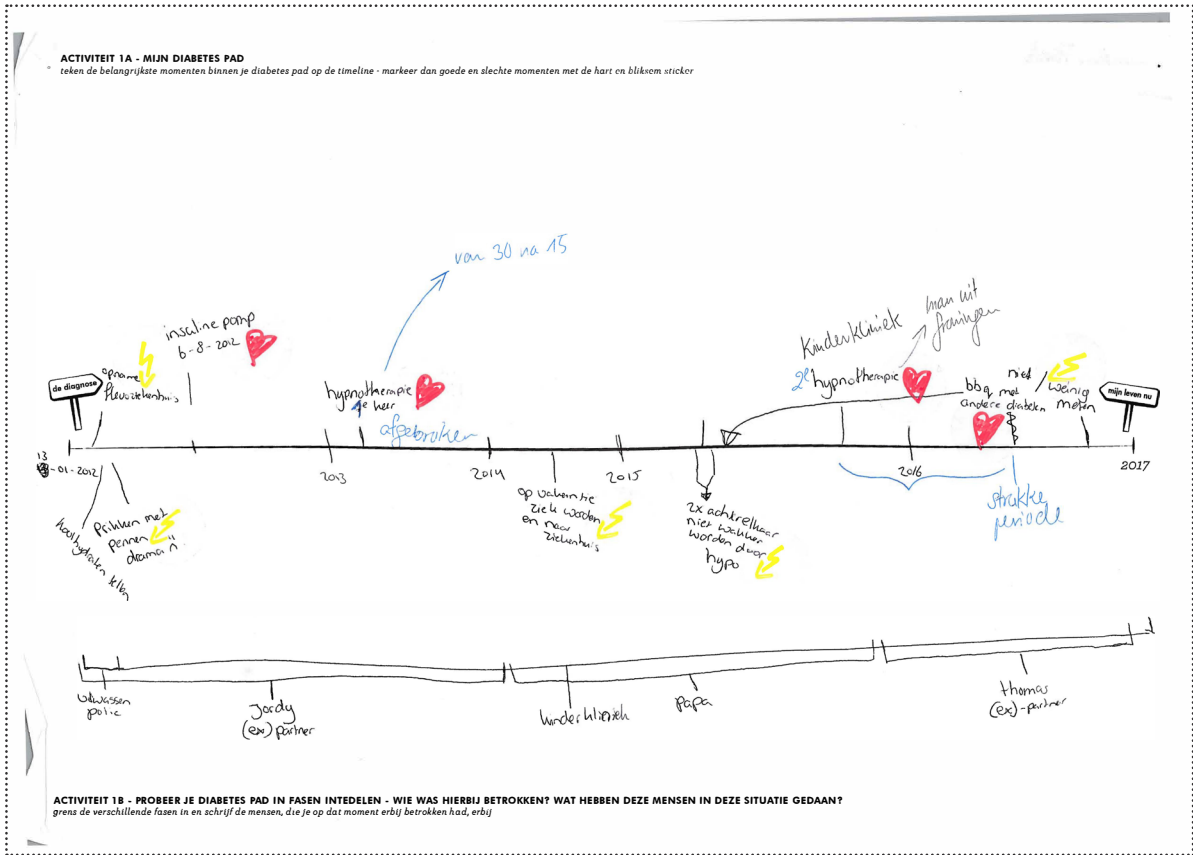 ACTIVITEIT 1A - MIJN DIABETES PAD
teken de belangrijkste momenten binnen je diabetes pad op de timeline - markeer dan goede en slechte momenten met de hart en bliksem sticker
van 30 na 15
insuline pomp
6-8-2012
opname
flevoziekenhuis
de diagnose
hypnotherapie
1e keer
afgebroken
Kinderkliniek
man uit
2e hypnotherapie
bbq met
andere diabeten
niet
weinig
meten
mijn leven nu
13
-01-2012
2013
2014
2015
2016
2017
koolhydraten tellen
Prikken met
pennen
drama
op vakantie
ziek worden
en naar
ziekenhuis
2x achterelkaar
niet wakker
worden door
hypo
strakke
periode
volwassen
polie
Jordy
(ex) partner
kinderkliniek
papa
thomas
(ex)-partner
ACTIVITEIT 1B - PROBEER JE DIABETES PAD IN FASEN INTEDELEN - WIE WAS HIERBIJ BETROKKEN? WAT HEBBEN DEZE MENSEN IN DEZE SITUATIE GEDAAN?
grens de verschillende fasen in en schrijf de mensen, die je op dat moment erbij betrokken had, erbij